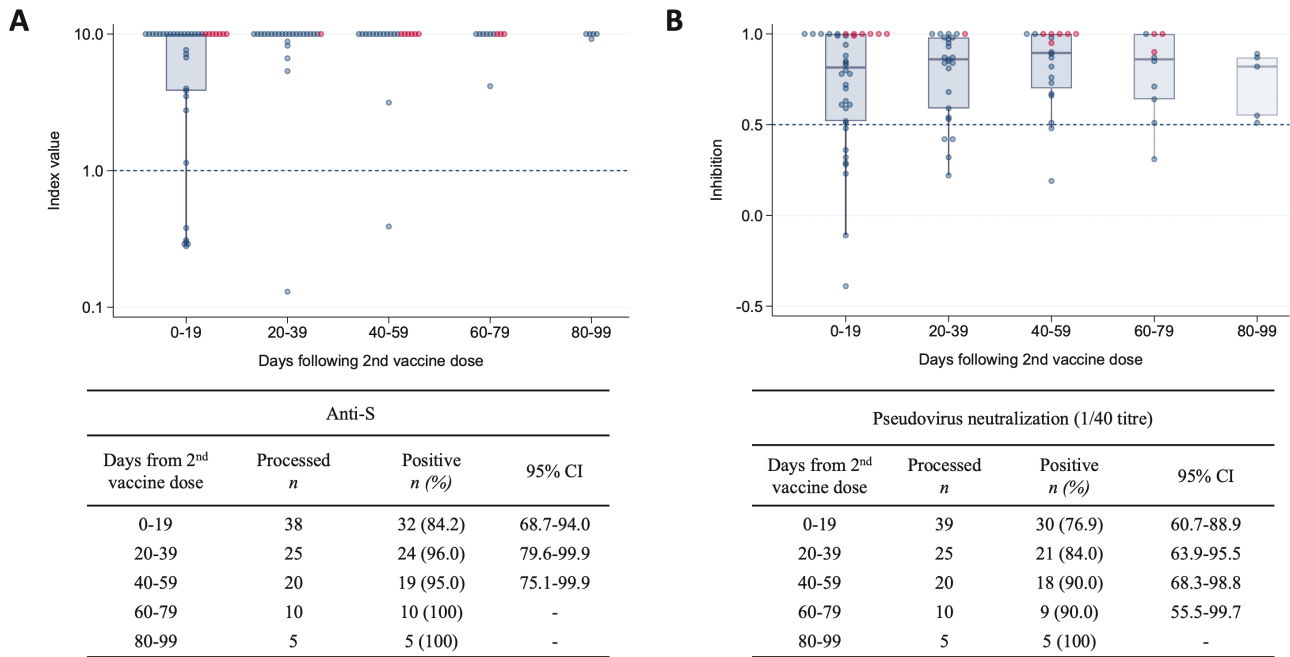 A
10.0
1.0
0.1
Index value
0-19 20-39 40-59 60-79 80-99
Days following 2nd vaccine dose
Anti-S
Days from 2nd vaccine dose Processed n Positive n (%) 95% CI
0-19 38 32 (84.2) 68.7-94.0
20-39 25 24 (96.0) 79.6-99.9
40-59 20 19 (95.0) 75.1-99.9
60-79 10 10 (100) -
80-99 5 5 (100) -
B
1.0
0.5
0.0
-0.5
Inhibition
0-19 20-39 40-59 60-79 80-99
Days following 2nd vaccine dose
Pseudovirus neutralization (1/40 titre)
Days from 2nd vaccine dose Processed n Positive n (%) 95% CI
0-19 39 30 (76.9) 60.7-88.9
20-39 25 21 (84.0) 63.9-95.5
40-59 20 18 (90.0) 68.3-98.8
60-79 10 9 (90.0) 55.5-99.7
80-99 5 5 (100) -